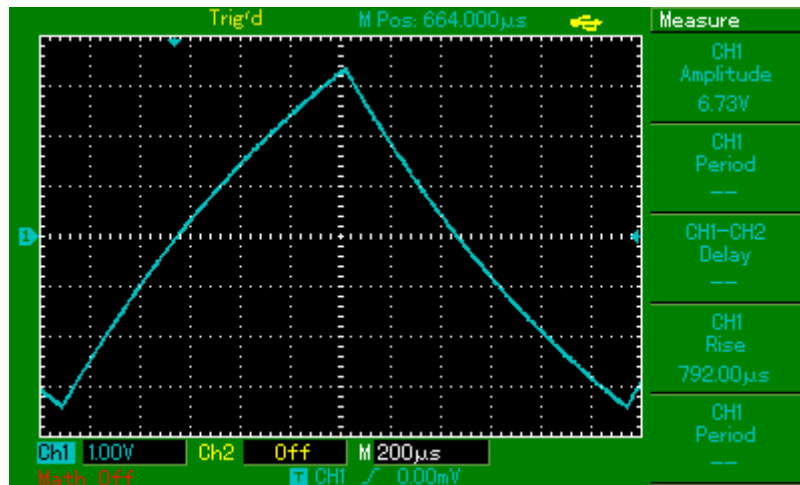 Trig'd M Pos: 664.000µs
Measure
CH1
Amplitude
6.73V
CH1
Period
--
CH1-CH2
Delay
--
CH1
Rise
792.00µs
CH1
Period
--
1
Ch1 1.00V Ch2 Off M 200µs
Math Off T CH1 0.00mV